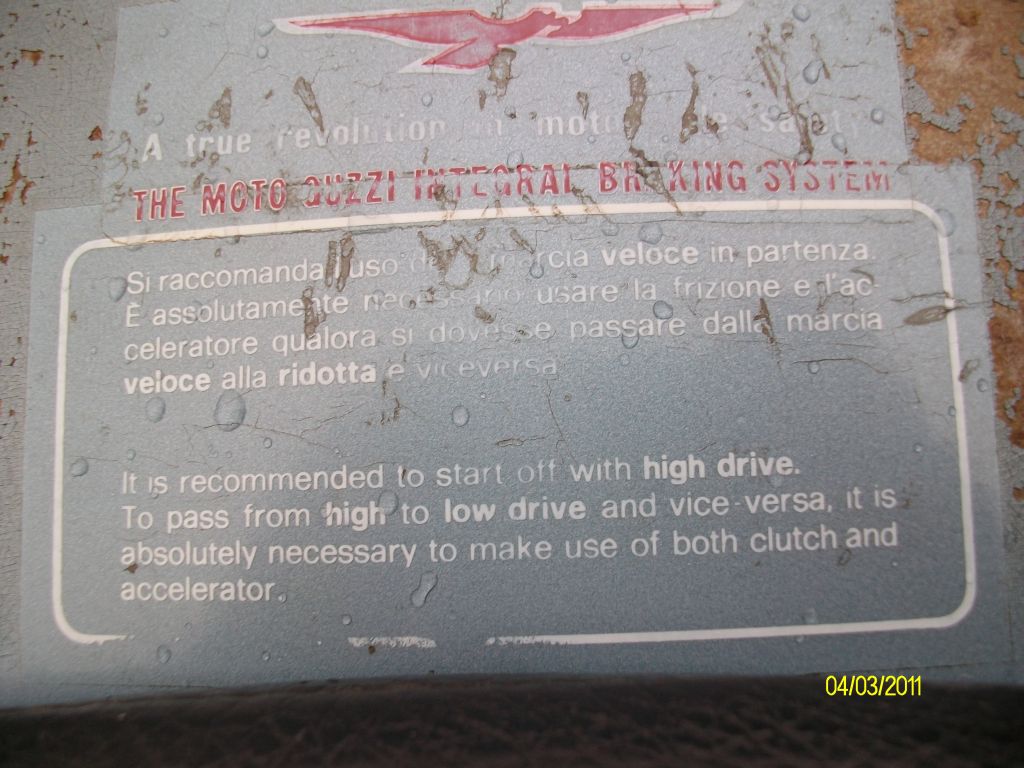 A true revolution in moto safety
THE MOTO GUZZI INTEGRAL BRAKING SYSTEM
Si raccomanda l'uso della marcia veloce in partenza.
È assolutamente necessario usare la frizione e l'ac-
celeratore qualora si dovesse passare dalla marcia
veloce alla ridotta e viceversa.
It is recommended to start off with high drive.
To pass from high to low drive and vice-versa, it is
absolutely necessary to make use of both clutch and
accelerator.
04/03/2011